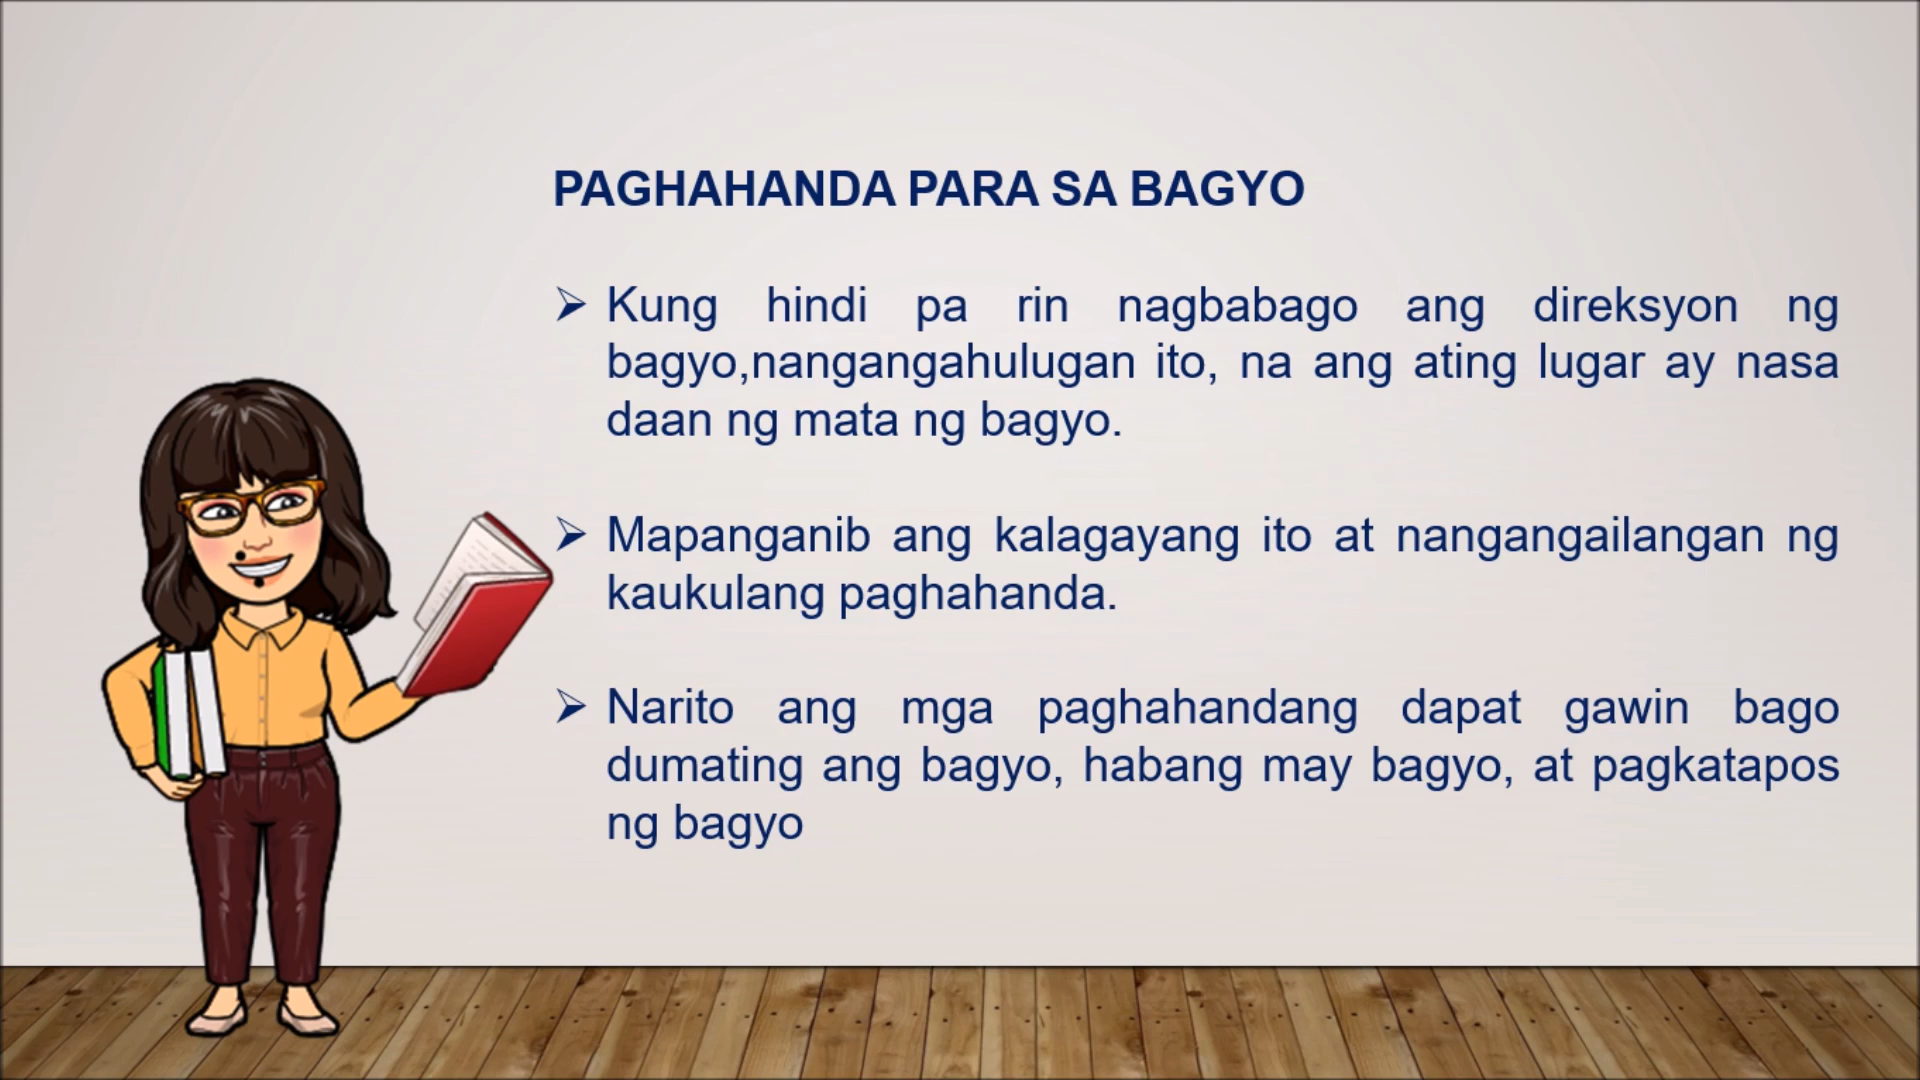 PAGHAHANDA PARA SA BAGYO
➢ Kung hindi pa rin nagbabago ang direksyon ng
bagyo,nangangahulugan ito, na ang ating lugar ay nasa
daan ng mata ng bagyo.
➢ Mapanganib ang kalagayang ito at nangangailangan ng
kaukulang paghahanda.
➢ Narito ang mga paghahandang dapat gawin bago
dumating ang bagyo, habang may bagyo, at pagkatapos
ng bagyo